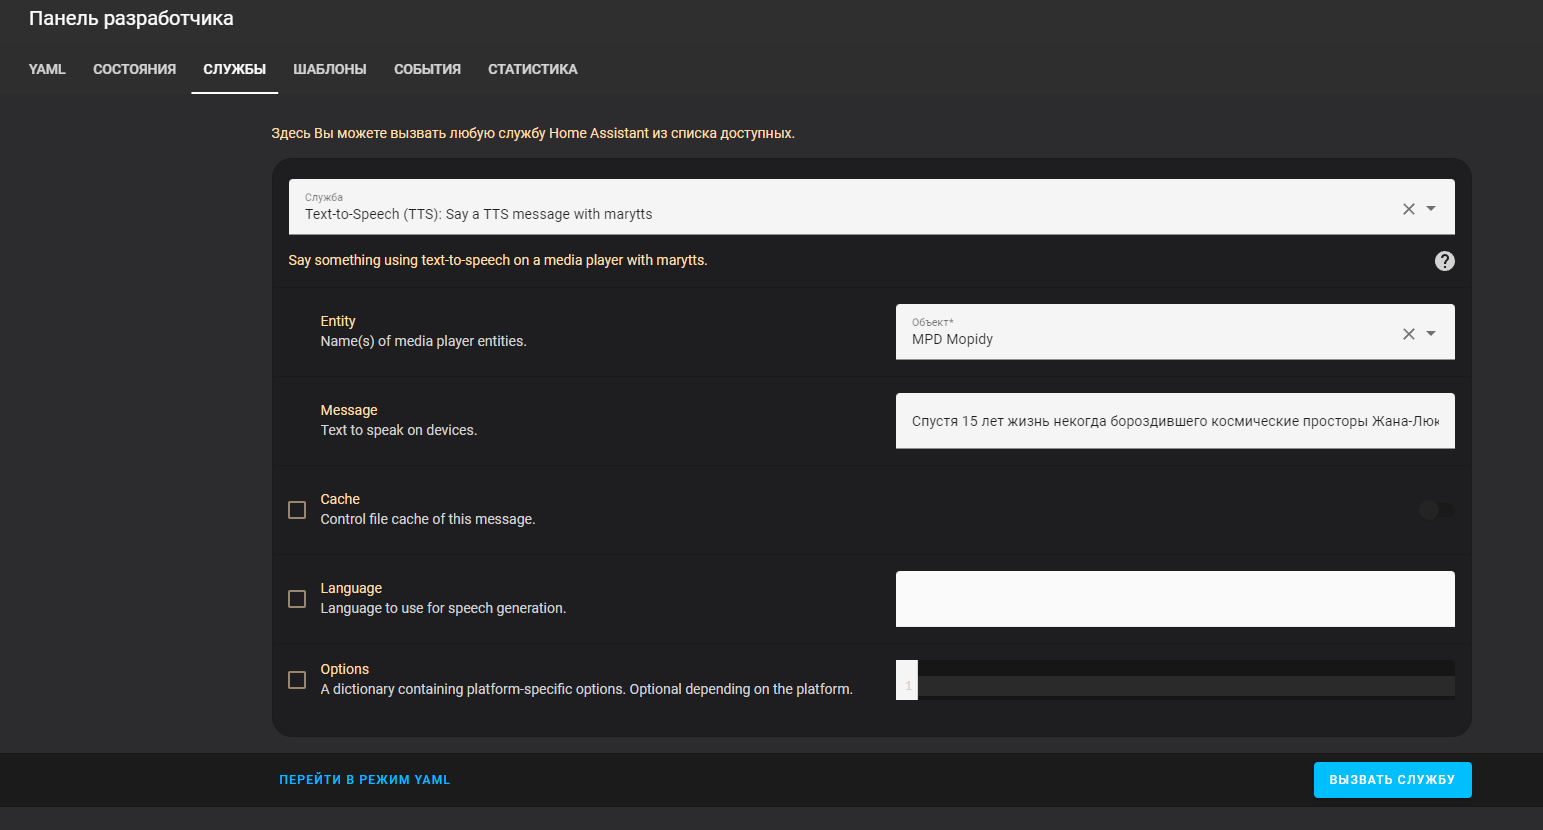 Панель разработчика
YAML СОСТОЯНИЯ СЛУЖБЫ ШАБЛОНЫ СОБЫТИЯ СТАТИСТИКА
Здесь Вы можете вызвать любую службу Home Assistant из списка доступных.
Служба
Text-to-Speech (TTS): Say a TTS message with marytts
Say something using text-to-speech on a media player with marytts.
Entity
Name(s) of media player entities.
Объект*
MPD Mopidy
Message
Text to speak on devices.
Спустя 15 лет жизнь некогда бороздившего космические просторы Жана-Люк
Cache
Control file cache of this message.
Language
Language to use for speech generation.
Options
A dictionary containing platform-specific options. Optional depending on the platform.
1
ПЕРЕЙТИ В РЕЖИМ YAML
ВЫЗВАТЬ СЛУЖБУ